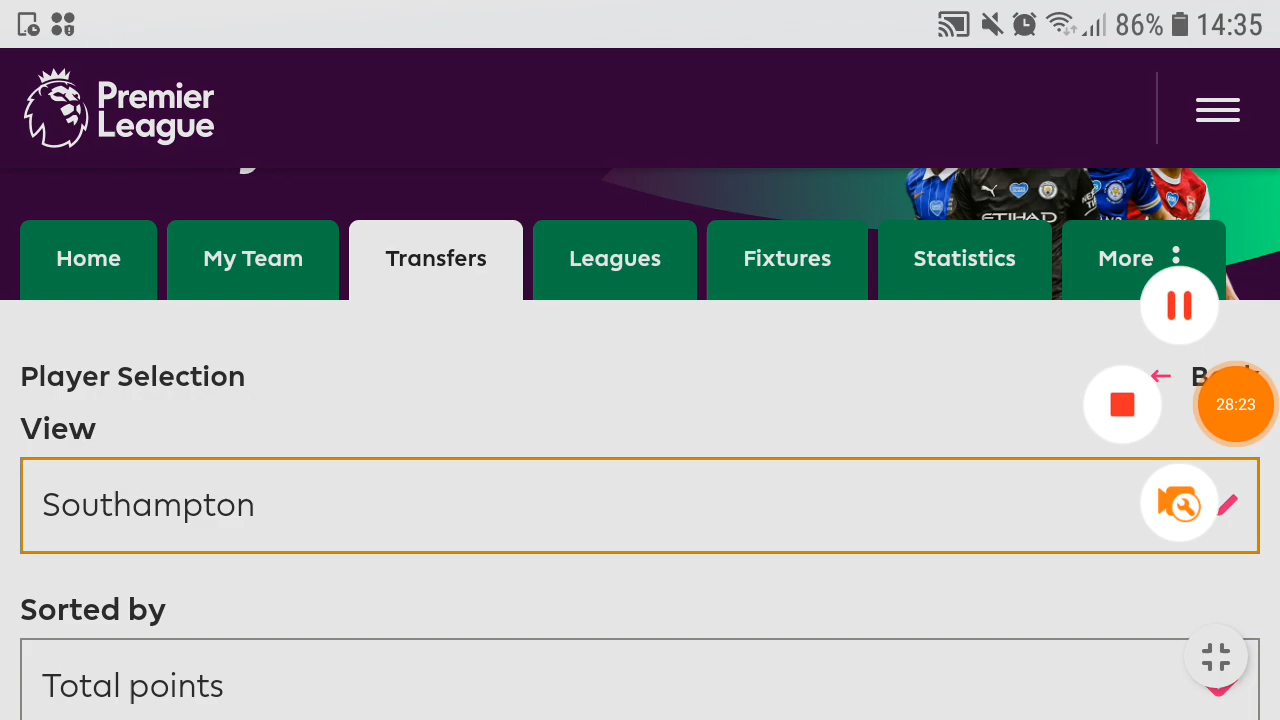 86% 14:35
Premier
League
Home My Team Transfers Leagues Fixtures Statistics More
ETIHAD
Player Selection
View
28:23
Southampton
Sorted by
Total points